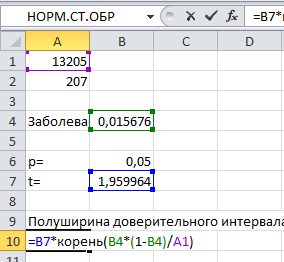 НОРМ.СТ.ОБР =B7*
A B C D
1 13205
2 207
3
4 Заболева 0,015676
5
6 p= 0,05
7 t= 1,959964
8
9 Полуширина доверительного интервала
10 =B7*корень(B4*(1-B4)/A1)